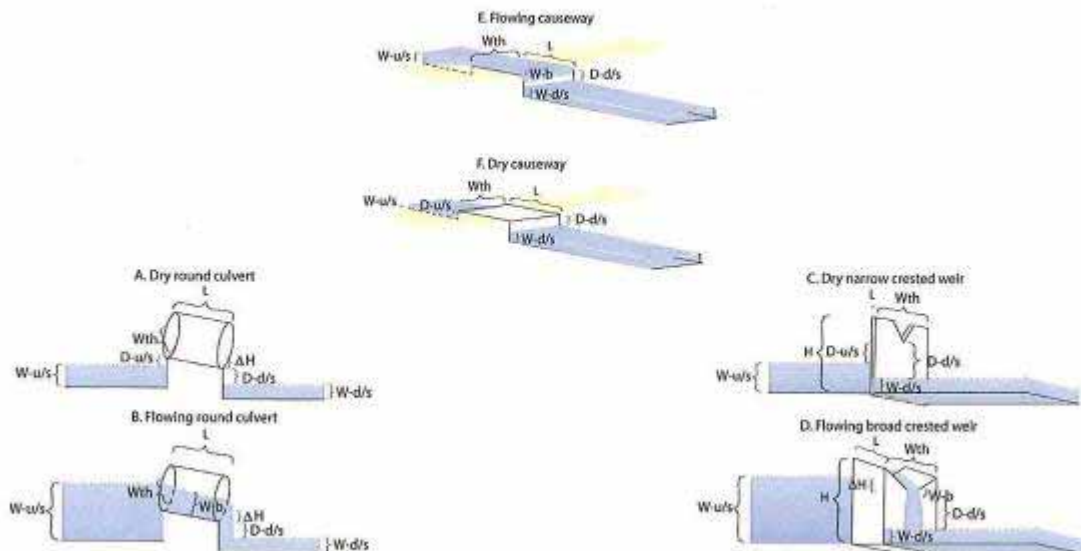 E. Flowing causeway
Wth
L
W-u/s
W-b
D-d/s
W-d/s
F. Dry causeway
Wth
L
W-u/s
D-u/s
D-d/s
W-d/s
A. Dry round culvert
L
Wth
D-u/s
ΔH
W-u/s
D-d/s
W-d/s
B. Flowing round culvert
L
Wth
W-b
W-u/s
ΔH
D-d/s
W-d/s
C. Dry narrow crested weir
L
Wth
H
D-u/s
D-d/s
W-u/s
W-d/s
D. Flowing broad crested weir
L
Wth
ΔH
W-b
W-u/s
H
D-d/s
W-d/s